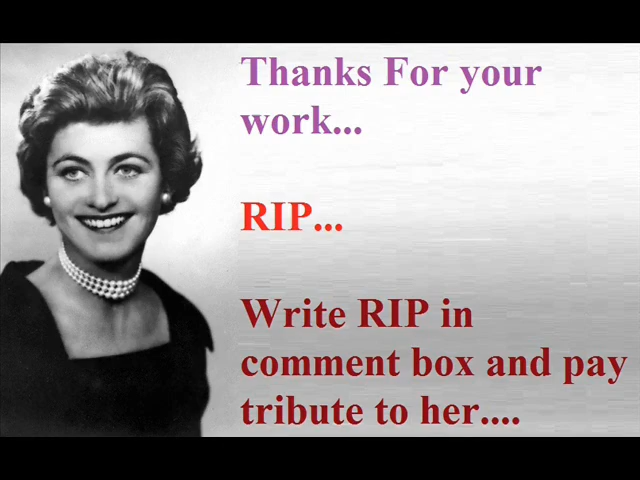 Thanks For your
work...
RIP...
Write RIP in
comment box and pay
tribute to her....